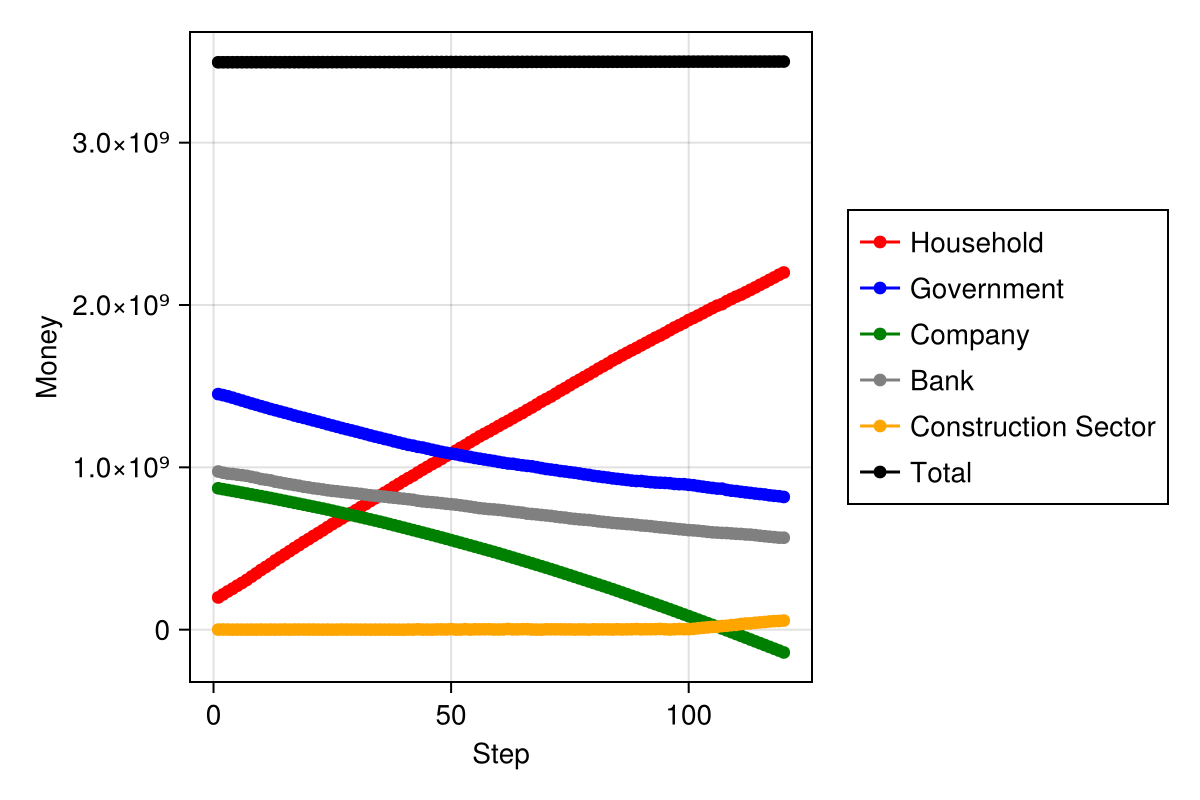 3.0×10⁹
2.0×10⁹
1.0×10⁹
0
Money
0
50
100
Step
Household
Government
Company
Bank
Construction Sector
Total